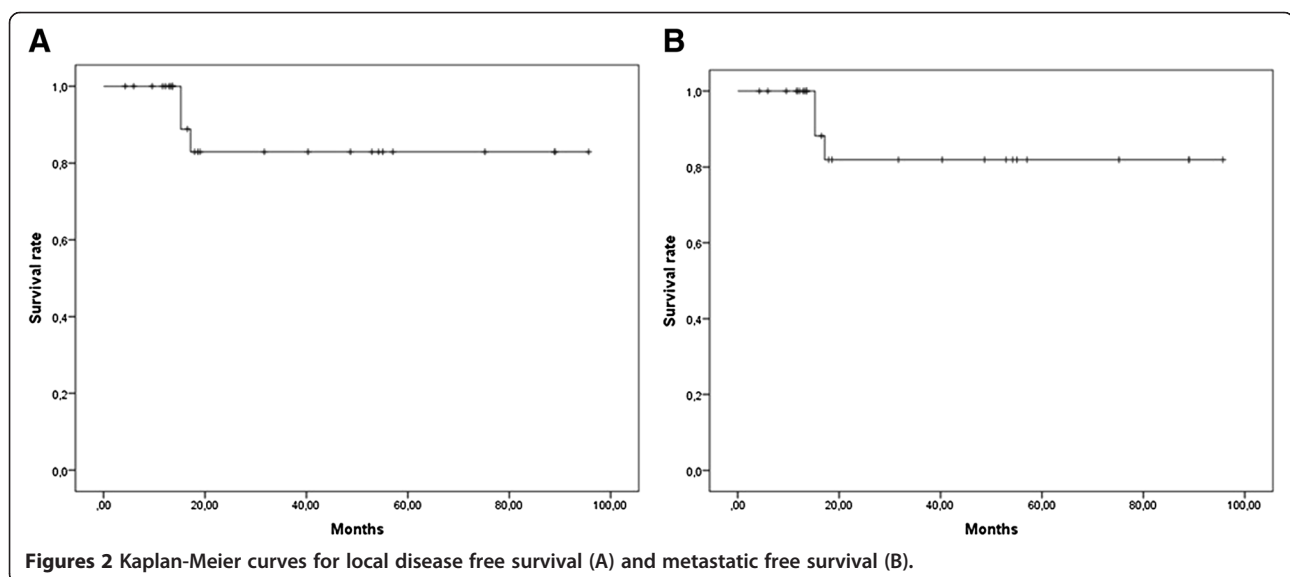 A
B
Survival rate
1,0
0,8
0,6
0,4
0,2
0,0
,00 20,00 40,00 60,00 80,00 100,00
Months
Survival rate
1,0
0,8
0,6
0,4
0,2
0,0
,00 20,00 40,00 60,00 80,00 100,00
Months
Figures 2 Kaplan-Meier curves for local disease free survival (A) and metastatic free survival (B).